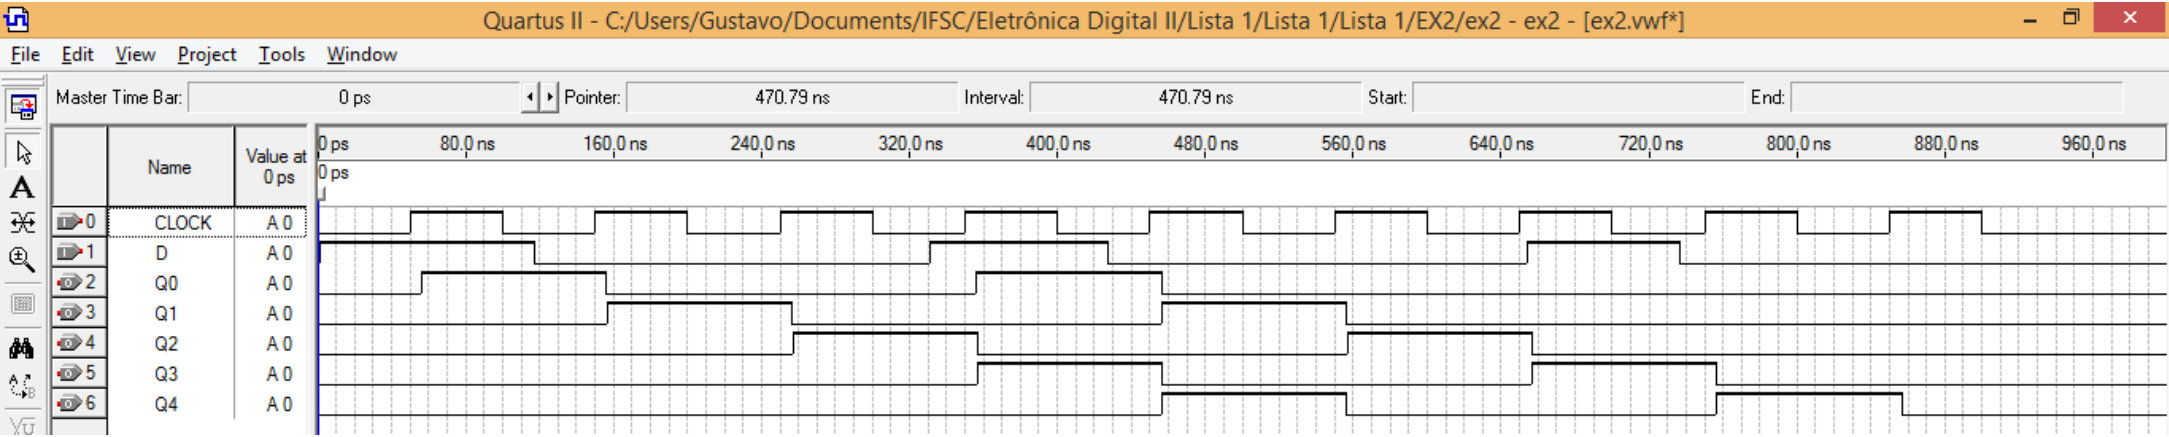 Quartus II - C:/Users/Gustavo/Documents/IFSC/Eletrônica Digital II/Lista 1/Lista 1/Lista 1/EX2/ex2 - ex2 - [ex2.vwf*]
File Edit View Project Tools Window
Master Time Bar: 0 ps Pointer: 470.79 ns Interval: 470.79 ns Start: End:
Name Value at 0 ps
0 ps 80.0 ns 160.0 ns 240.0 ns 320.0 ns 400.0 ns 480.0 ns 560.0 ns 640.0 ns 720.0 ns 800.0 ns 880.0 ns 960.0 ns
0 ps
0 CLOCK A 0
1 D A 0
2 Q0 A 0
3 Q1 A 0
4 Q2 A 0
5 Q3 A 0
6 Q4 A 0